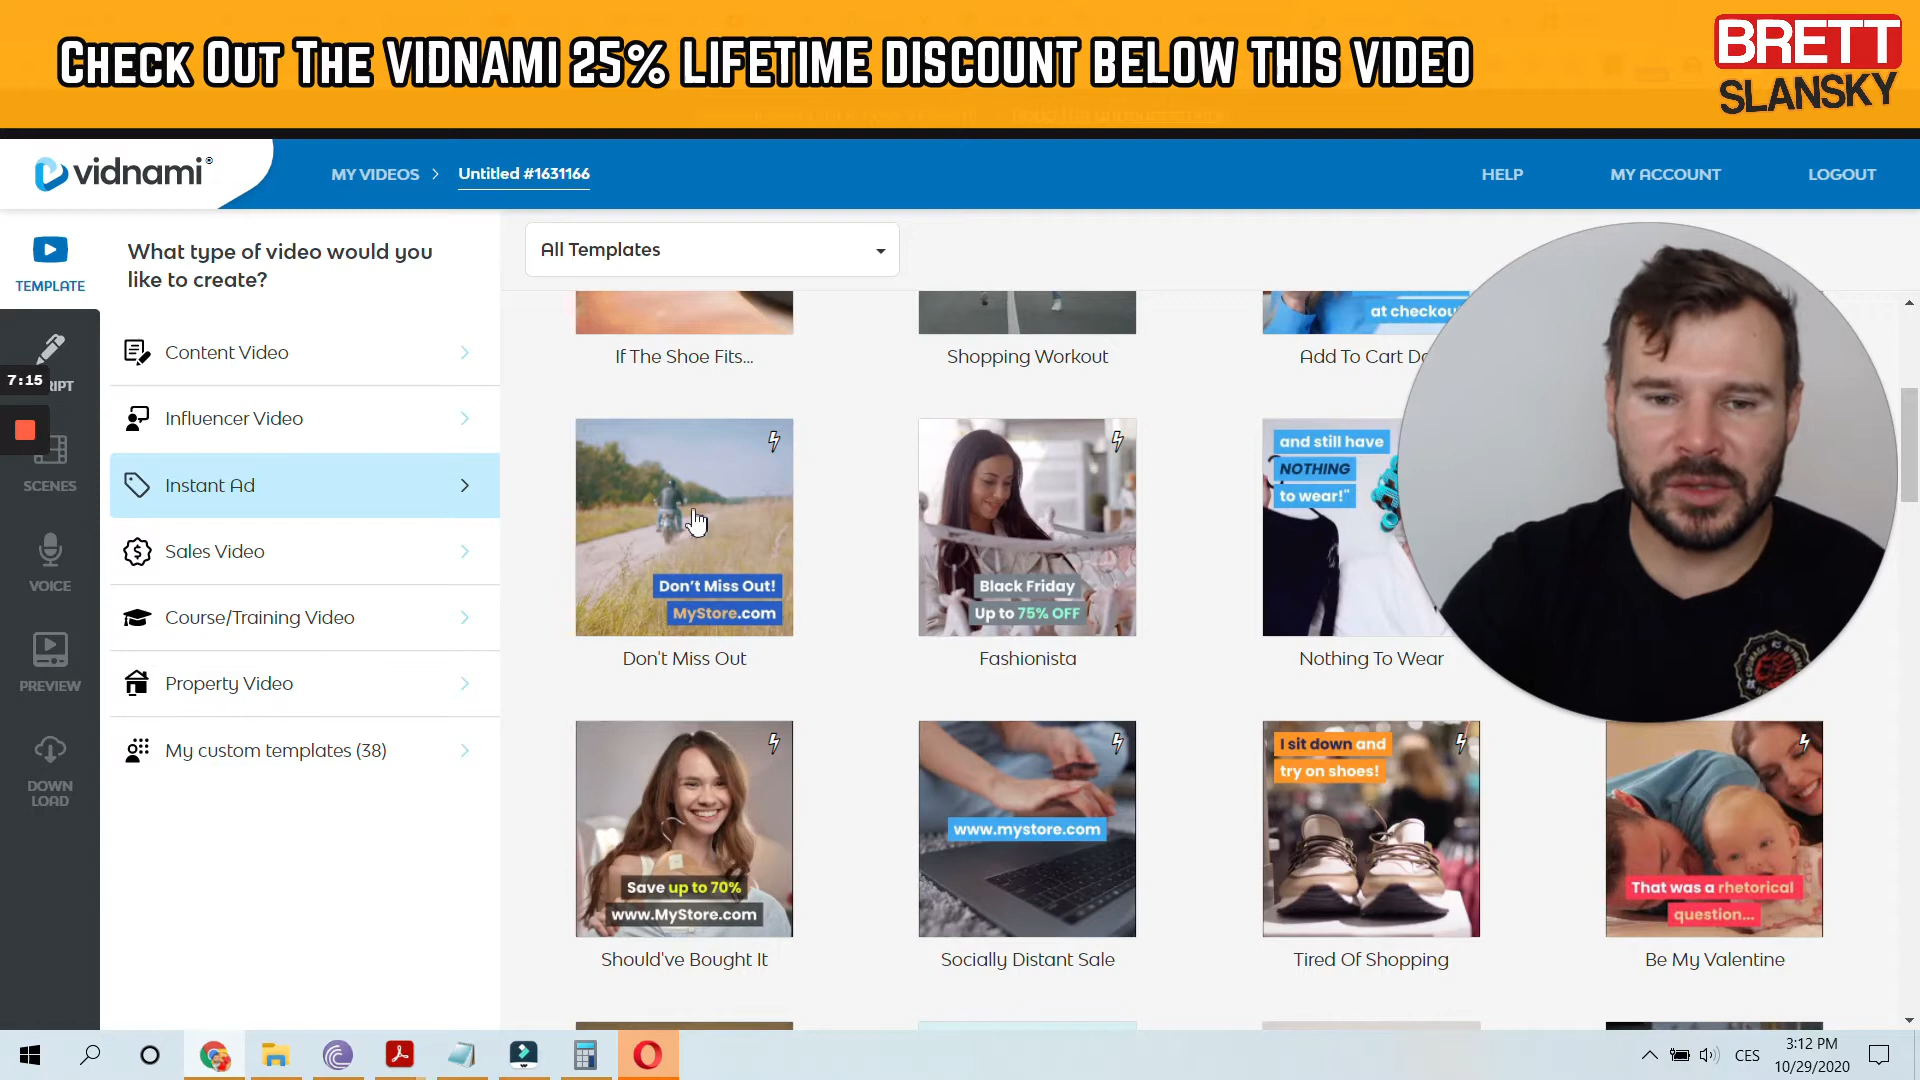 CHECK OUT THE VIDNAMI 25% LIFETIME DISCOUNT BELOW THIS VIDEO
BRETT
SLANSKY
vidnami®
MY VIDEOS
Untitled #1631166
HELP
MY ACCOUNT
LOGOUT
TEMPLATE
7:15
SCENES
VOICE
PREVIEW
DOWN
LOAD
What type of video would you
like to create?
Content Video
Influencer Video
Instant Ad
Sales Video
Course/Training Video
Property Video
My custom templates (38)
All Templates
at
If The Shoe Fits...
Shopping Workout
Add To Cart
Don't Miss Out!
MyStore.com
Don't Miss Out
Black Friday
Up to 75% OFF
Fashionista
and still have
NOTHING
to wear!"
Nothing To Wear
Save up to 70%
www.MyStore.com
Should've Bought It
www.mystore.com
Socially Distant Sale
I sit down and
try on shoes!
Tired Of Shopping
That was a rhetorical
question...
Be My Valentine
CES
3:12 PM
10/29/2020